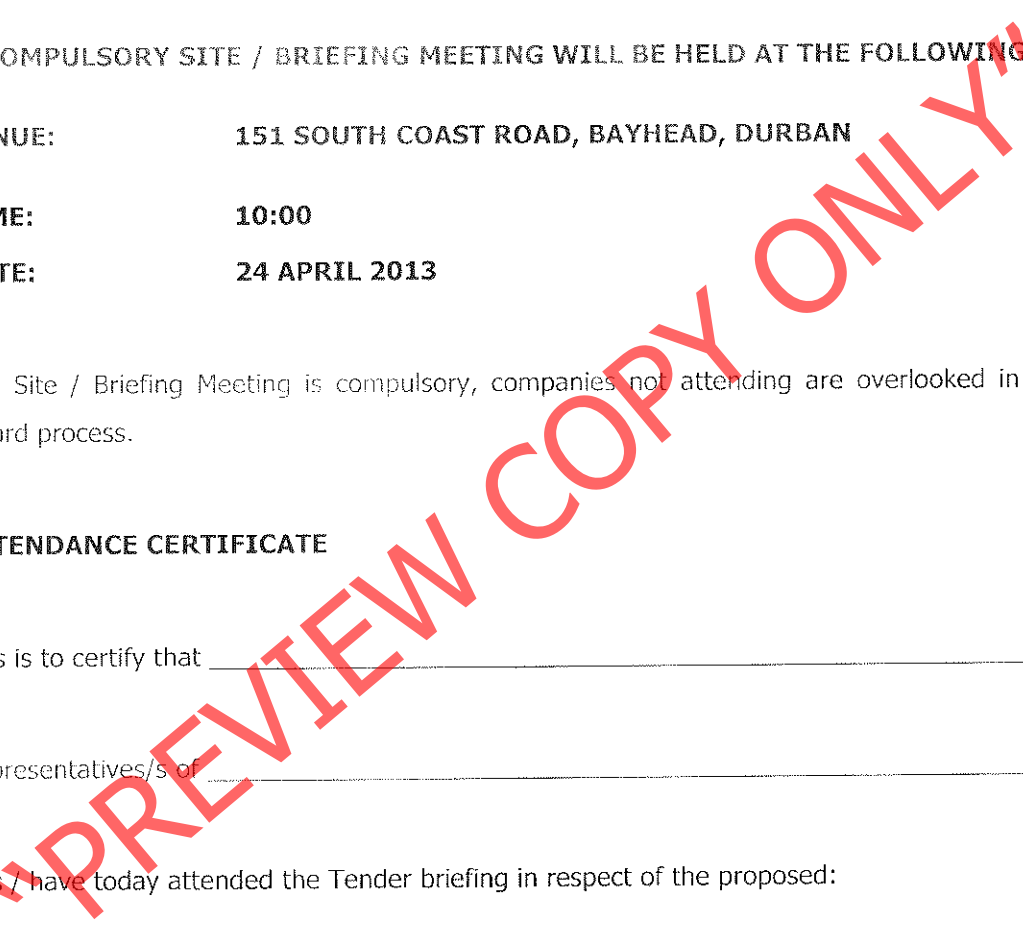 OMPULSORY SITE / BRIEFING MEETING WILL BE HELD AT THE FOLLOWING
NUE: 151 SOUTH COAST ROAD, BAYHEAD, DURBAN
ME: 10:00
TE: 24 APRIL 2013
Site / Briefing Meeting is compulsory, companies not attending are overlooked in
ard process.
TENDANCE CERTIFICATE
s is to certify that
presentatives/s of
s / have today attended the Tender briefing in respect of the proposed:
"PREVIEW COPY ONLY"